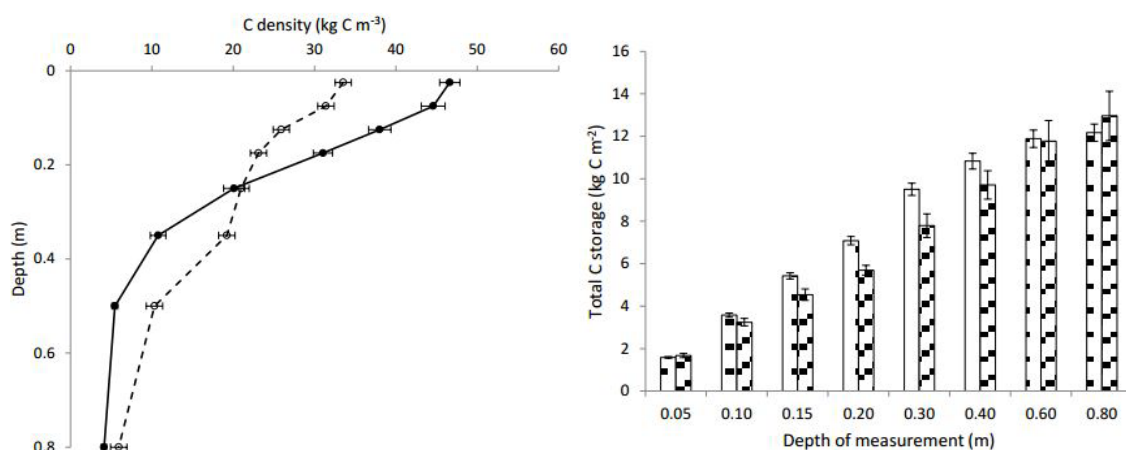 C density (kg C m⁻³)
0 10 20 30 40 50 60
0
0.2
0.4
0.6
0.8
Depth (m)
16
14
12
10
8
6
4
2
0
Total C storage (kg C m⁻²)
0.05 0.10 0.15 0.20 0.30 0.40 0.60 0.80
Depth of measurement (m)